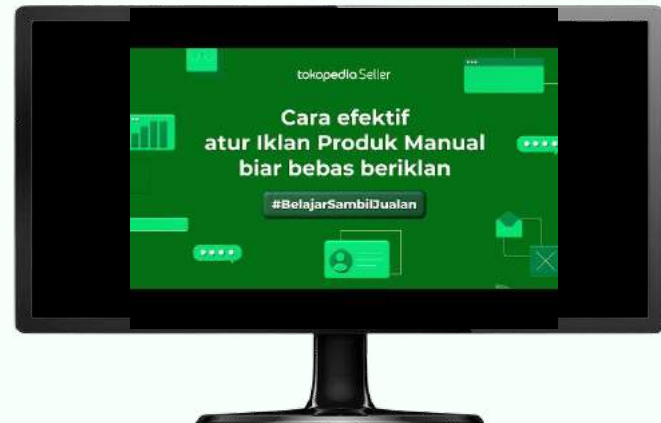 tokopedia Seller
Cara efektif
atur Iklan Produk Manual
biar bebas beriklan
#BelajarSambilJualan